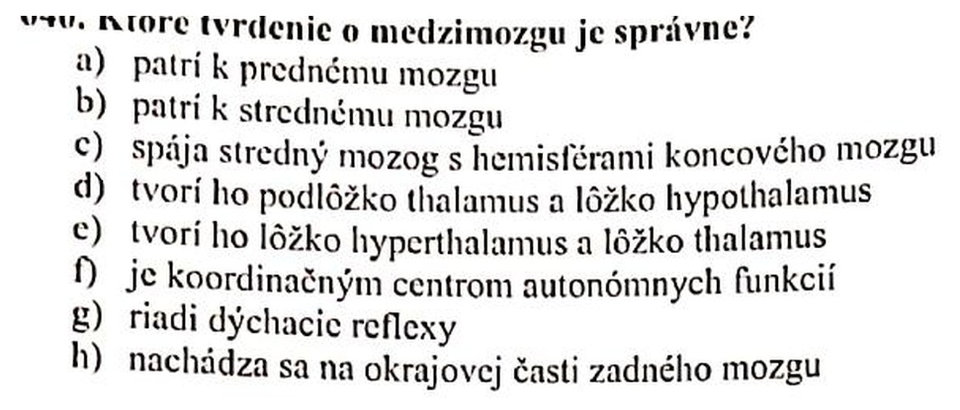 040. Ktoré tvrdenie o medzimozgu je správne?
a) patrí k prednému mozgu
b) patrí k strednému mozgu
c) spája stredný mozog s hemisférami koncového mozgu
d) tvorí ho podlôžko thalamus a lôžko hypothalamus
e) tvorí ho lôžko hyperthalamus a lôžko thalamus
f) je koordinačným centrom autonómnych funkcií
g) riadi dýchacie reflexy
h) nachádza sa na okrajovej časti zadného mozgu